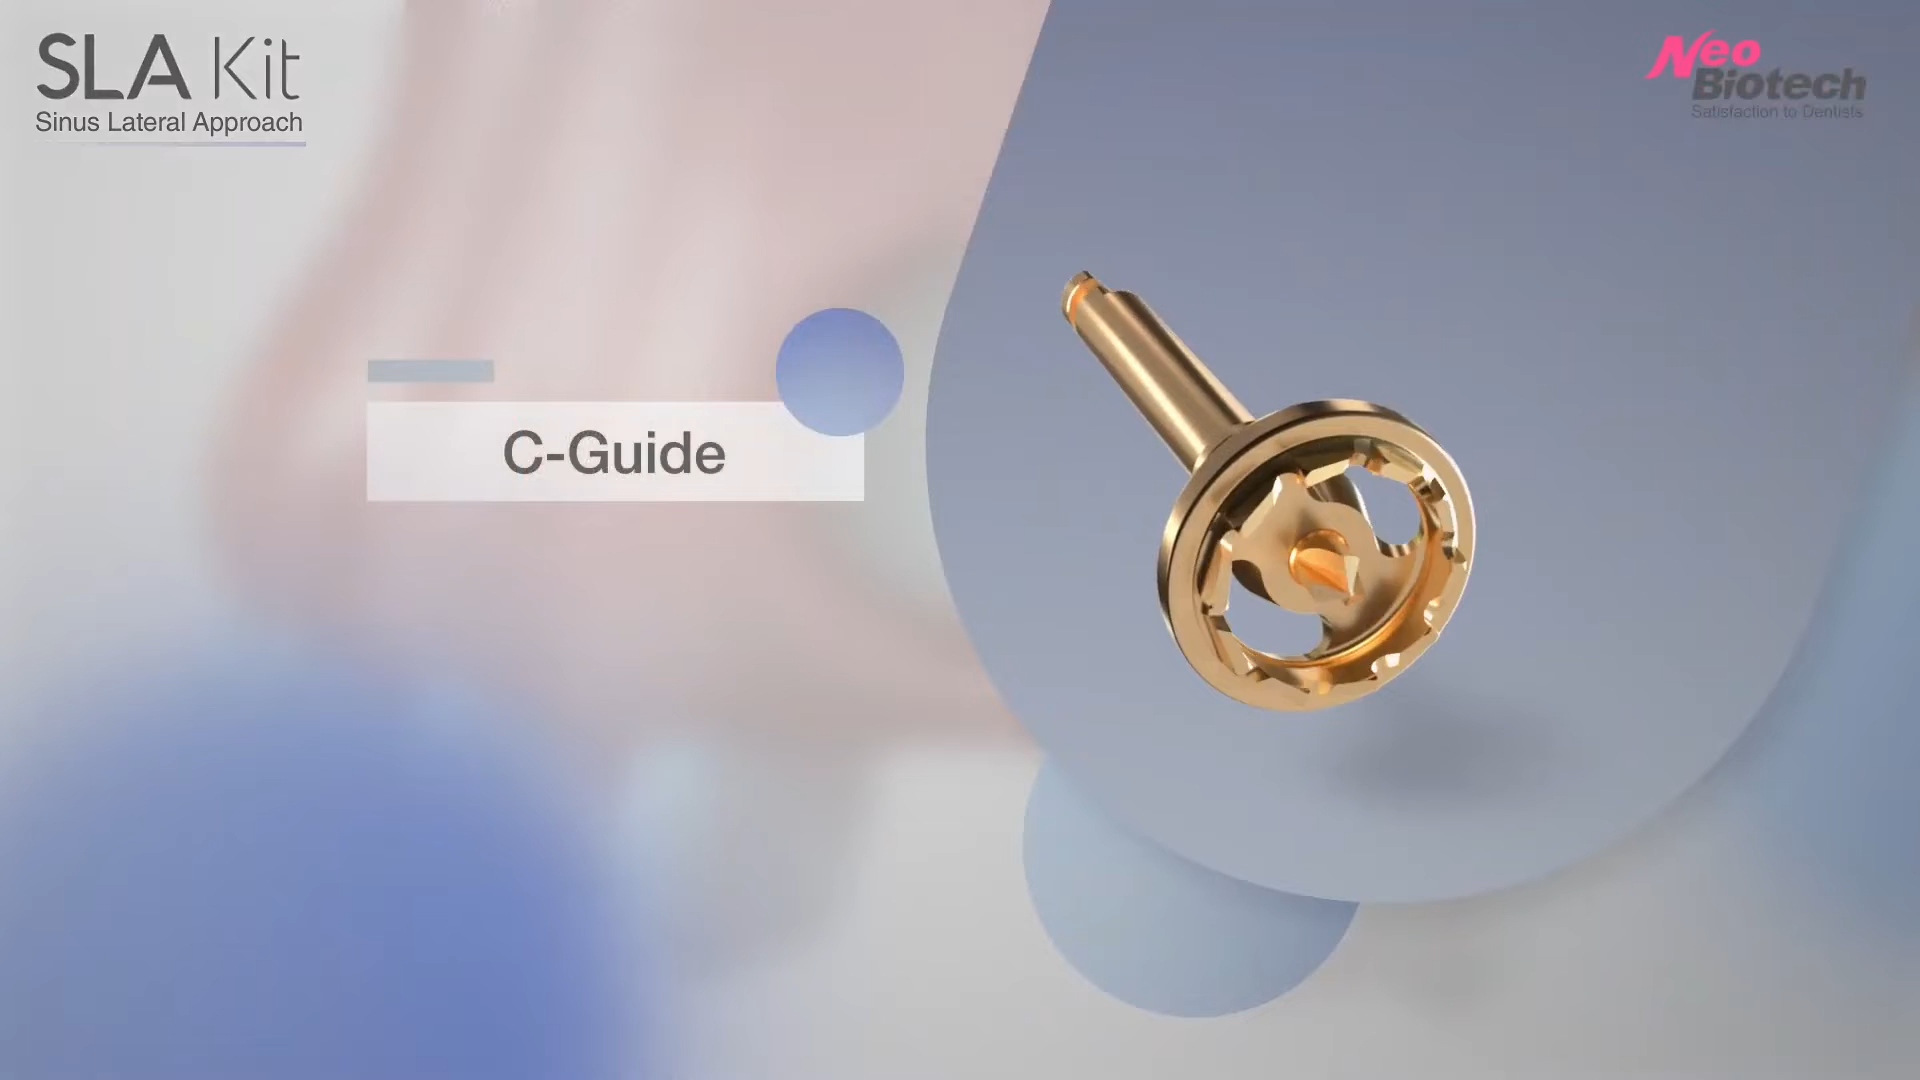 SLA Kit
Sinus Lateral Approach
Neo
Biotech
Satisfaction to Dentists
C-Guide